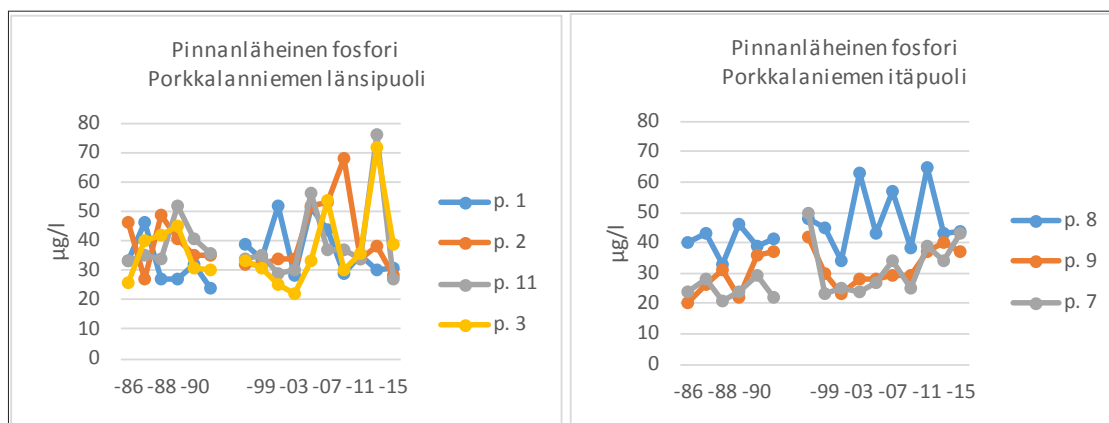 Pinnanläheinen fosfori
Porkkalanniemen länsipuoli
80
70
60
50
40
30
20
10
0
µg/l
-86 -88 -90 -99 -03 -07 -11 -15
p. 1
p. 2
p. 11
p. 3
Pinnanläheinen fosfori
Porkkalaniemen itäpuoli
80
70
60
50
40
30
20
10
0
µg/l
-86 -88 -90 -99 -03 -07 -11 -15
p. 8
p. 9
p. 7